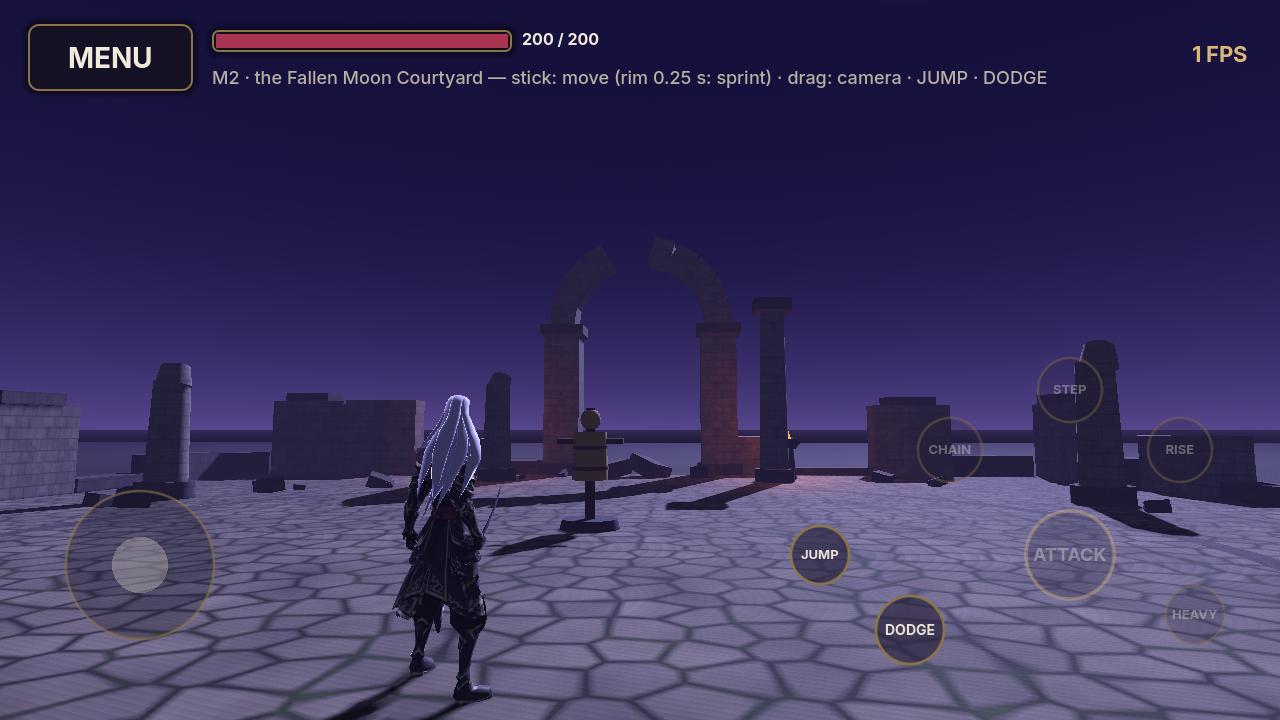 MENU
200 / 200
1 FPS
M2 · the Fallen Moon Courtyard — stick: move (rim 0.25 s: sprint) · drag: camera · JUMP · DODGE
STEP
CHAIN
RISE
JUMP
ATTACK
DODGE
HEAVY